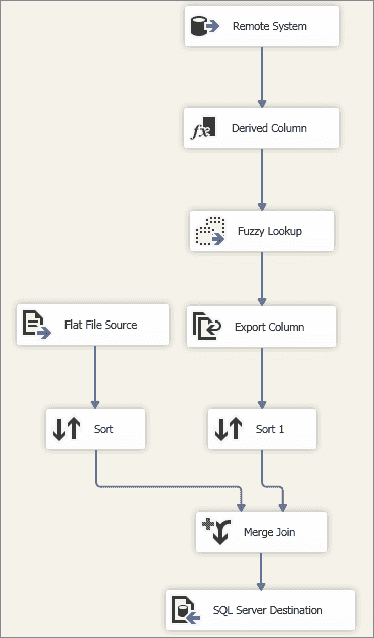 Remote System
Derived Column
fx
Fuzzy Lookup
Flat File Source
Export Column
Sort
Sort 1
Merge Join
SQL Server Destination